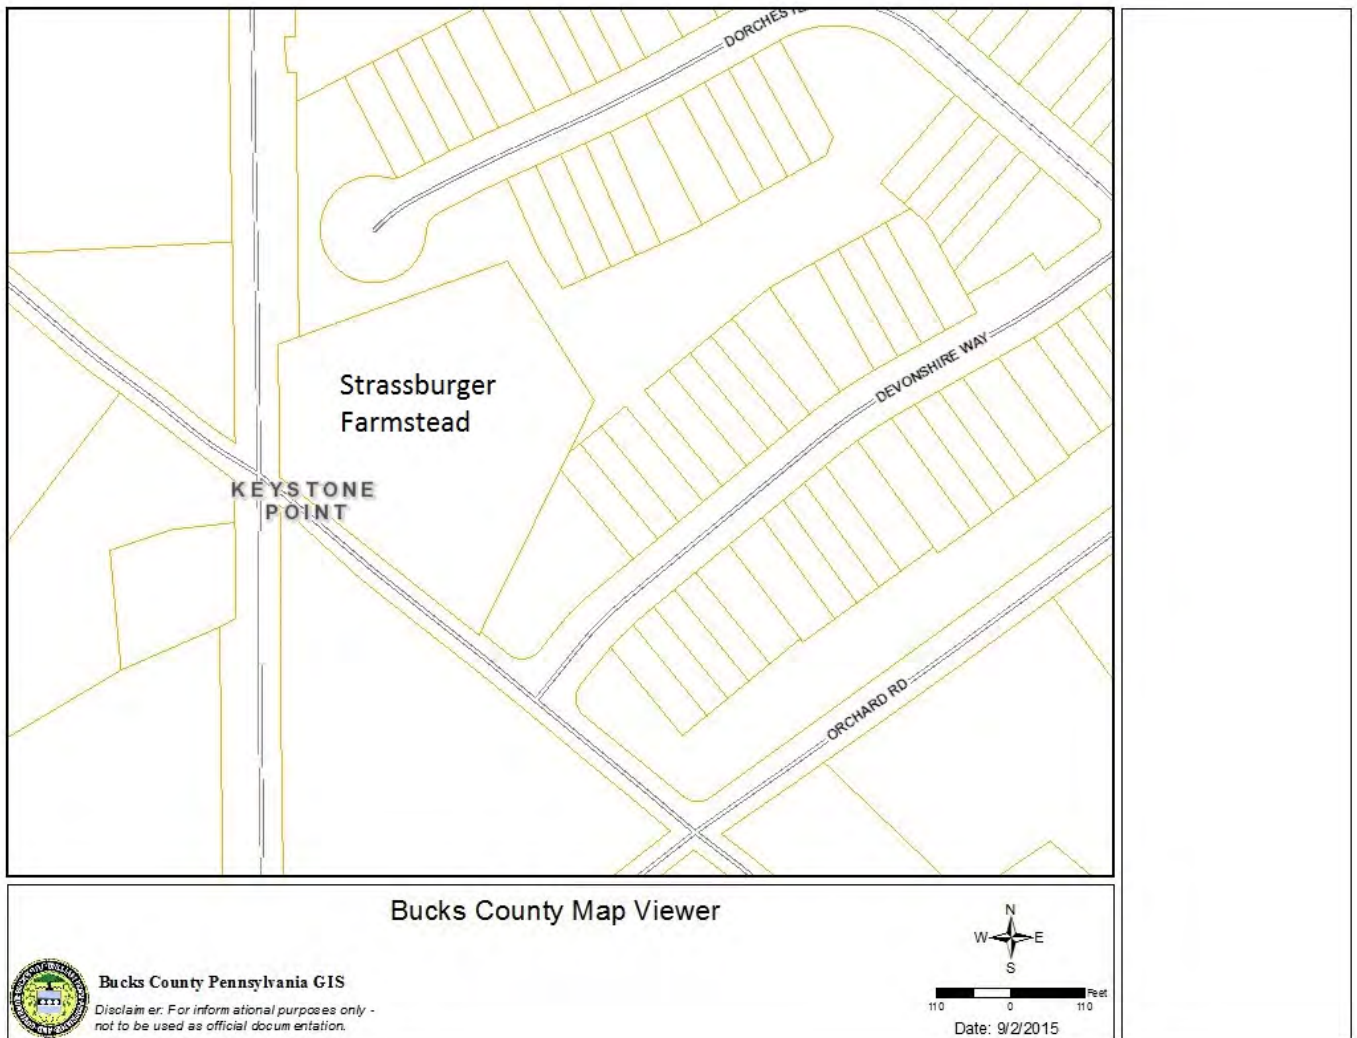 DORCHESTE
DEVONSHIRE WAY
Strassburger
Farmstead
KEYSTONE
POINT
ORCHARD RD
Bucks County Map Viewer
N
W E
S
Bucks County Pennsylvania GIS
Disclaimer: For informational purposes only -
not to be used as official documentation.
Feet
110 0 110
Date: 9/2/2015